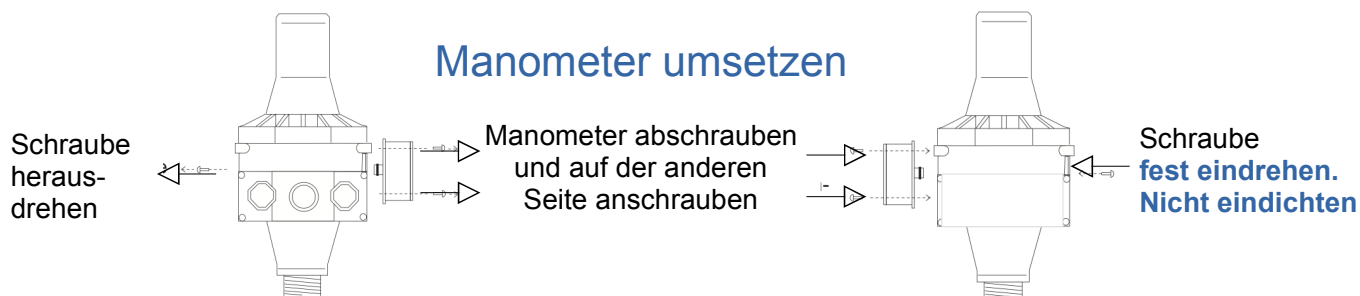 Manometer umsetzen
Schraube
heraus-
drehen
Manometer abschrauben
und auf der anderen
Seite anschrauben
Schraube
fest eindrehen.
Nicht eindichten